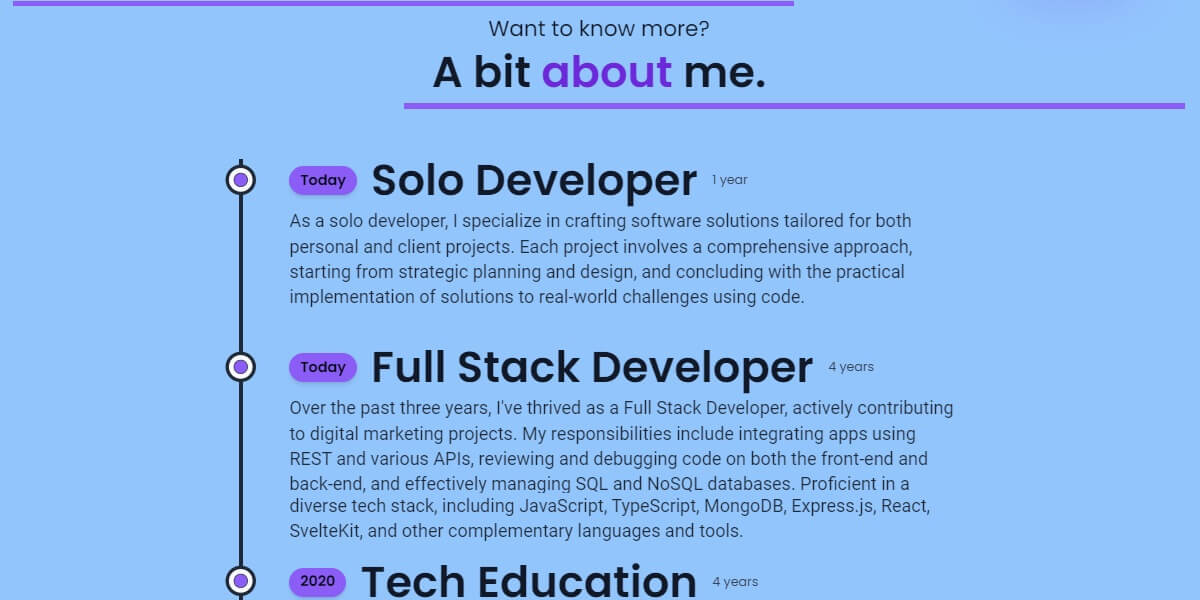 Want to know more?
A bit about me.
Today Solo Developer 1 year
As a solo developer, I specialize in crafting software solutions tailored for both
personal and client projects. Each project involves a comprehensive approach,
starting from strategic planning and design, and concluding with the practical
implementation of solutions to real-world challenges using code.
Today Full Stack Developer 4 years
Over the past three years, I've thrived as a Full Stack Developer, actively contributing
to digital marketing projects. My responsibilities include integrating apps using
REST and various APIs, reviewing and debugging code on both the front-end and
back-end, and effectively managing SQL and NoSQL databases. Proficient in a
diverse tech stack, including JavaScript, TypeScript, MongoDB, Express.js, React,
SvelteKit, and other complementary languages and tools.
2020 Tech Education 4 years